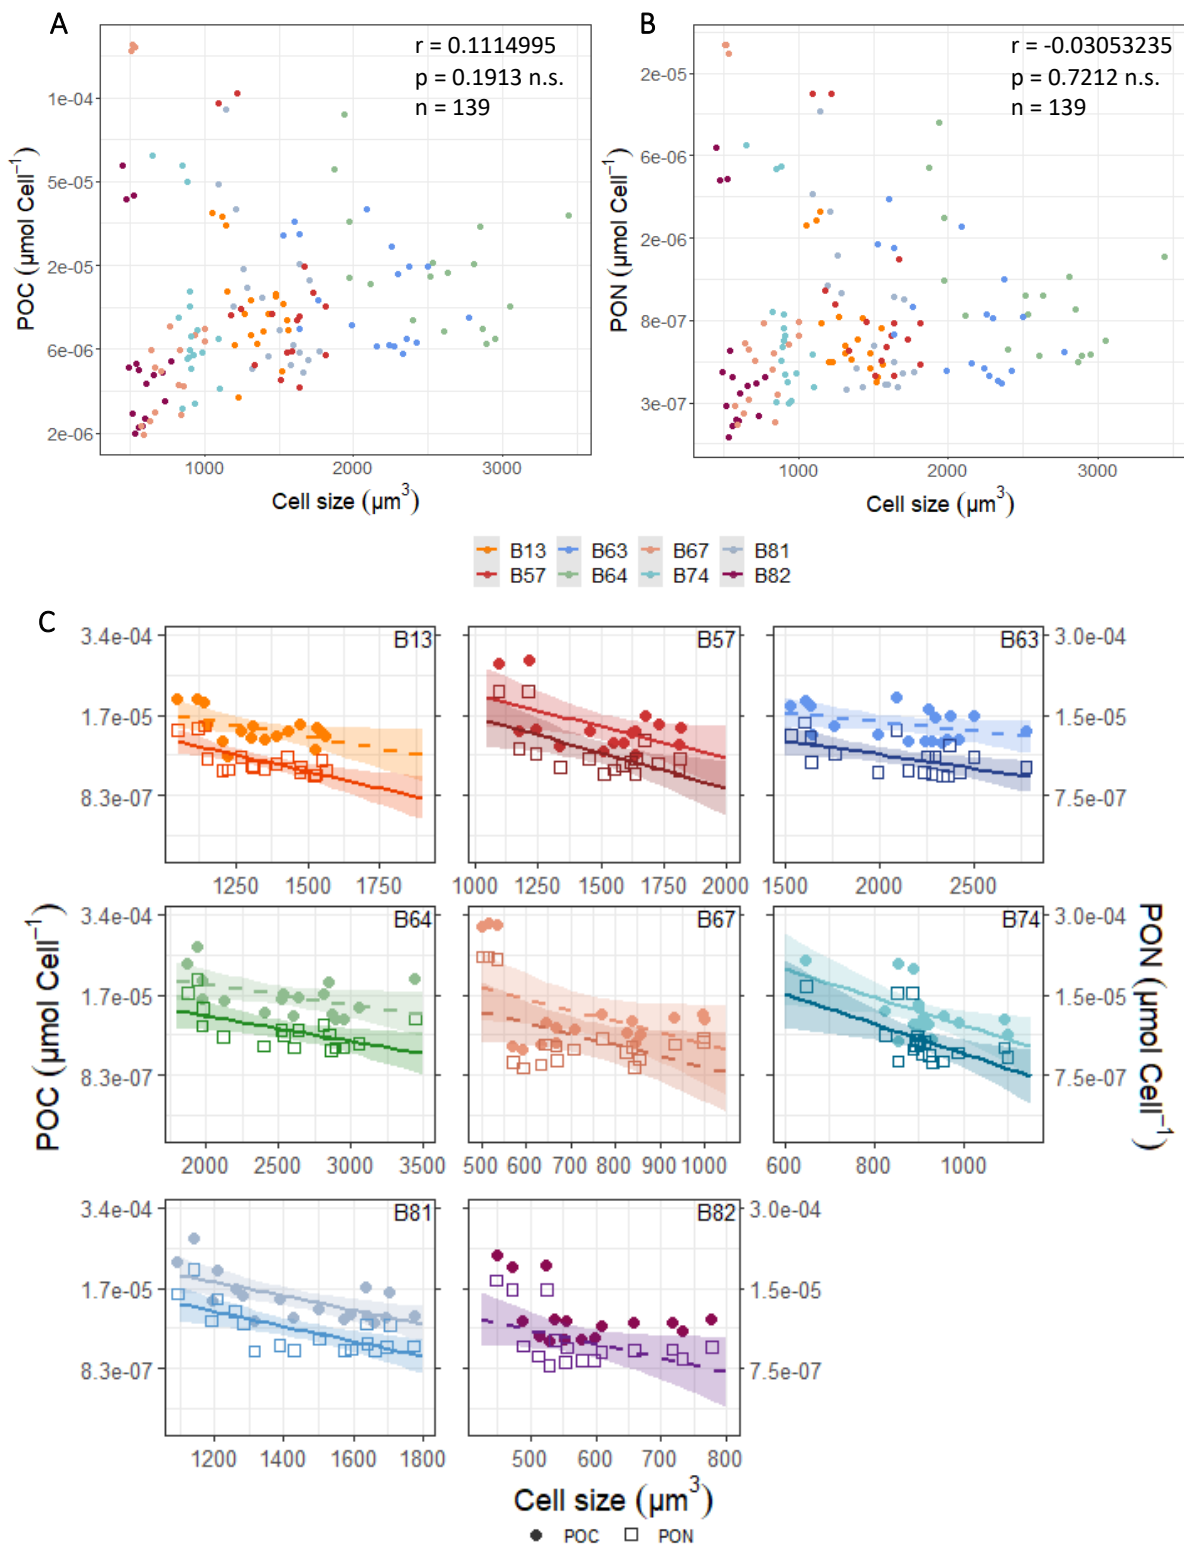 A
r = 0.1114995
p = 0.1913 n.s.
n = 139
POC (µmol Cell⁻¹)
1e-04
5e-05
2e-05
6e-06
2e-06
1000 2000 3000
Cell size (µm³)
B
r = -0.03053235
p = 0.7212 n.s.
n = 139
PON (µmol Cell⁻¹)
2e-05
6e-06
2e-06
8e-07
3e-07
1000 2000 3000
Cell size (µm³)
B13 B63 B67 B81
B57 B64 B74 B82
C
B13 B57 B63
3.4e-04 3.0e-04
1.7e-05 1.5e-05
8.3e-07 7.5e-07
1250 1500 1750 1000 1250 1500 1750 2000 1500 2000 2500
POC (µmol Cell⁻¹)
PON (µmol Cell⁻¹)
B64 B67 B74
3.4e-04 3.0e-04
1.7e-05 1.5e-05
8.3e-07 7.5e-07
2000 2500 3000 3500 500 600 700 800 900 1000 600 800 1000
B81 B82
3.4e-04 3.0e-04
1.7e-05 1.5e-05
8.3e-07 7.5e-07
1200 1400 1600 1800 500 600 700 800
Cell size (µm³)
POC PON